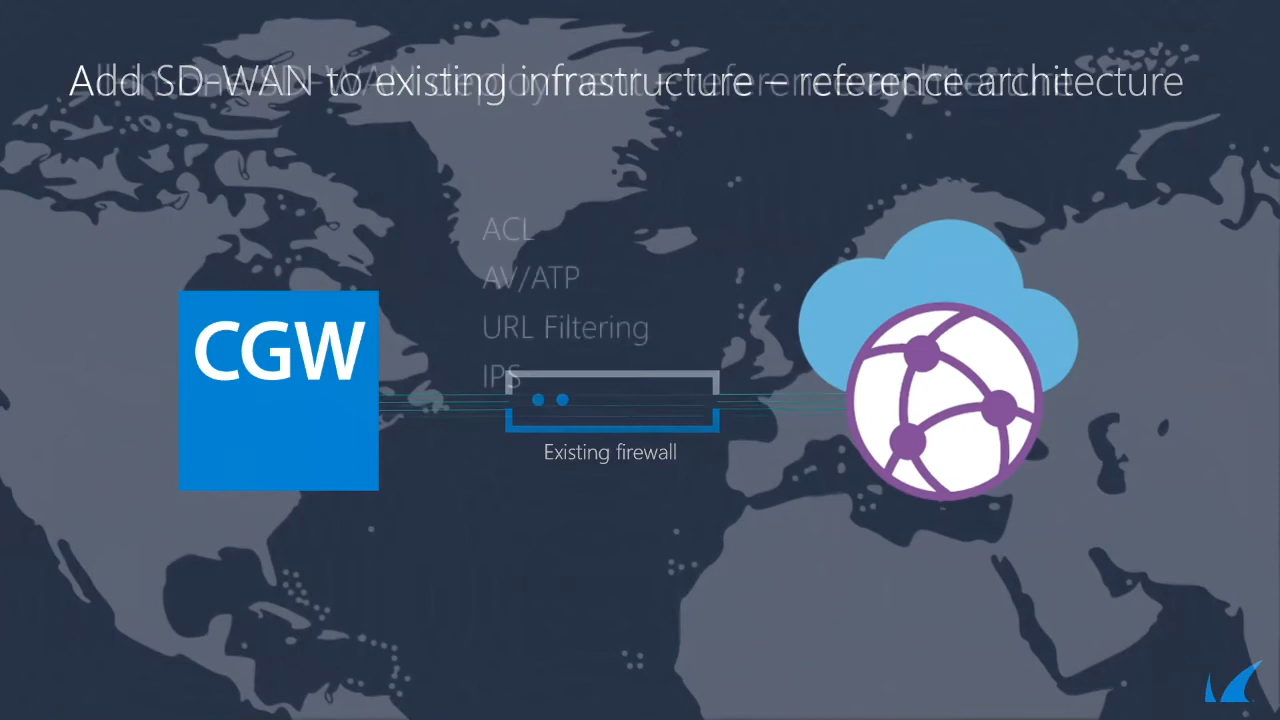 Add SD-WAN to existing infrastructure – reference architecture
ACL
AV/ATP
URL Filtering
IPS
CGW
Existing firewall